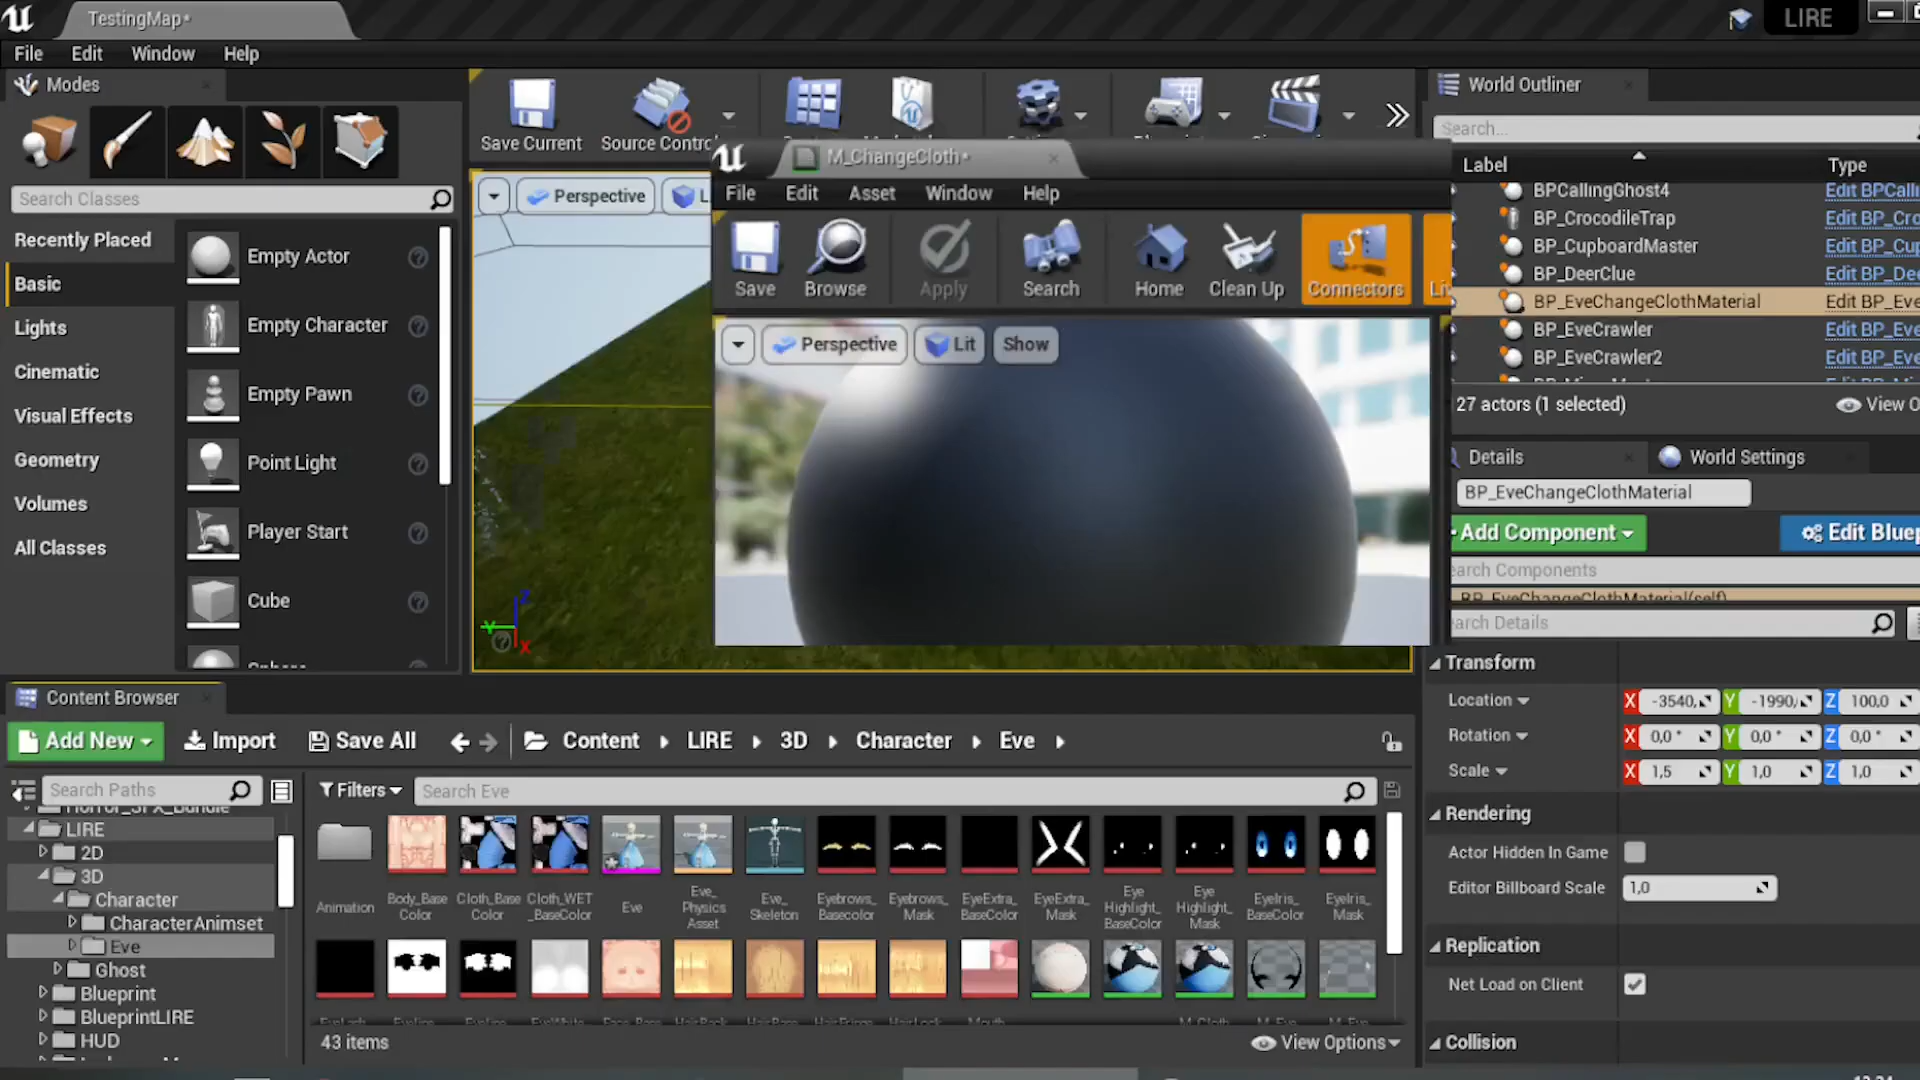 TestingMap*
LIRE
File Edit Window Help
Modes
Search Classes
Recently Placed
Basic
Lights
Cinematic
Visual Effects
Geometry
Volumes
All Classes
Empty Actor
Empty Character
Empty Pawn
Point Light
Player Start
Cube
Save Current
Source Contro
Perspective
M_ChangeCloth*
File Edit Asset Window Help
Save Browse Apply Search Home Clean Up Connectors
Perspective Lit Show
World Outliner
Search...
Label Type
BPCallingGhost4 Edit BPCalli
BP_CrocodileTrap Edit BP_Cro
BP_CupboardMaster Edit BP_Cup
BP_DeerClue Edit BP_Dee
BP_EveChangeClothMaterial Edit BP_Eve
BP_EveCrawler Edit BP_Eve
BP_EveCrawler2 Edit BP_Eve
27 actors (1 selected) View O
Details World Settings
BP_EveChangeClothMaterial
Add Component Edit Bluep
earch Components
BP_EveChangeClothMaterial(self)
earch Details
Transform
Location X -3540, Y -1990, Z 100,0
Rotation X 0,0 ° Y 0,0 ° Z 0,0 °
Scale X 1,5 Y 1,0 Z 1,0
Rendering
Actor Hidden In Game
Editor Billboard Scale 1,0
Replication
Net Load on Client
Collision
Content Browser
Add New Import Save All Content LIRE 3D Character Eve
Search Paths
Filters Search Eve
Horror_SFX_Bundle
LIRE
2D
3D
Character
CharacterAnimset
Eve
Ghost
Blueprint
BlueprintLIRE
HUD
Animation
Body_Base
Color
Cloth_Base
Color
Cloth_WET
_BaseColor
Eve
Eve_
Physics
Asset
Eve_
Skeleton
Eyebrows_
Basecolor
Eyebrows_
Mask
EyeExtra_
BaseColor
EyeExtra_
Mask
Eye
Highlight_
BaseColor
Eye
Highlight_
Mask
EyeIris_
BaseColor
EyeIris_
Mask
43 items
View Options